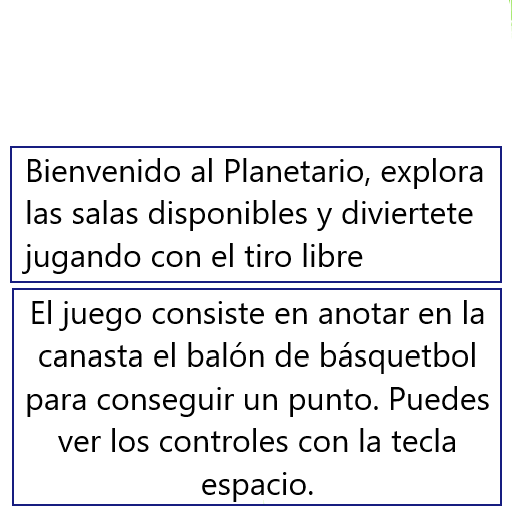 Bienvenido al Planetario, explora
las salas disponibles y diviertete
jugando con el tiro libre
El juego consiste en anotar en la
canasta el balón de básquetbol
para conseguir un punto. Puedes
ver los controles con la tecla
espacio.